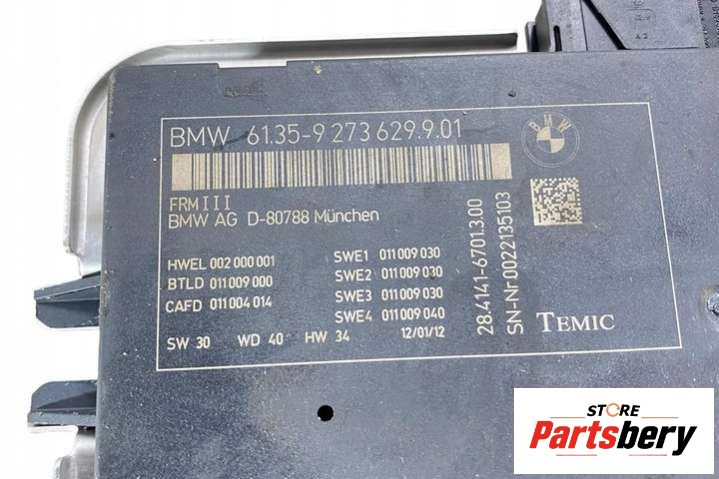 BMW 61.35-9 273 629 9.01
BMW
FRMIII
BMW AG D-80788 München
HWEL 002 000 001
BTLD 011 009 000
CAFD 011 004 014
SWE1 011 009 030
SWE2 011 009 030
SWE3 011 009 030
SWE4 011 009 040
SW 30 WD 40 HW 34 12/01/12
28.4141-6701.3.00
SN-Nr 0022135103
TEMIC
STORE
Partsbery